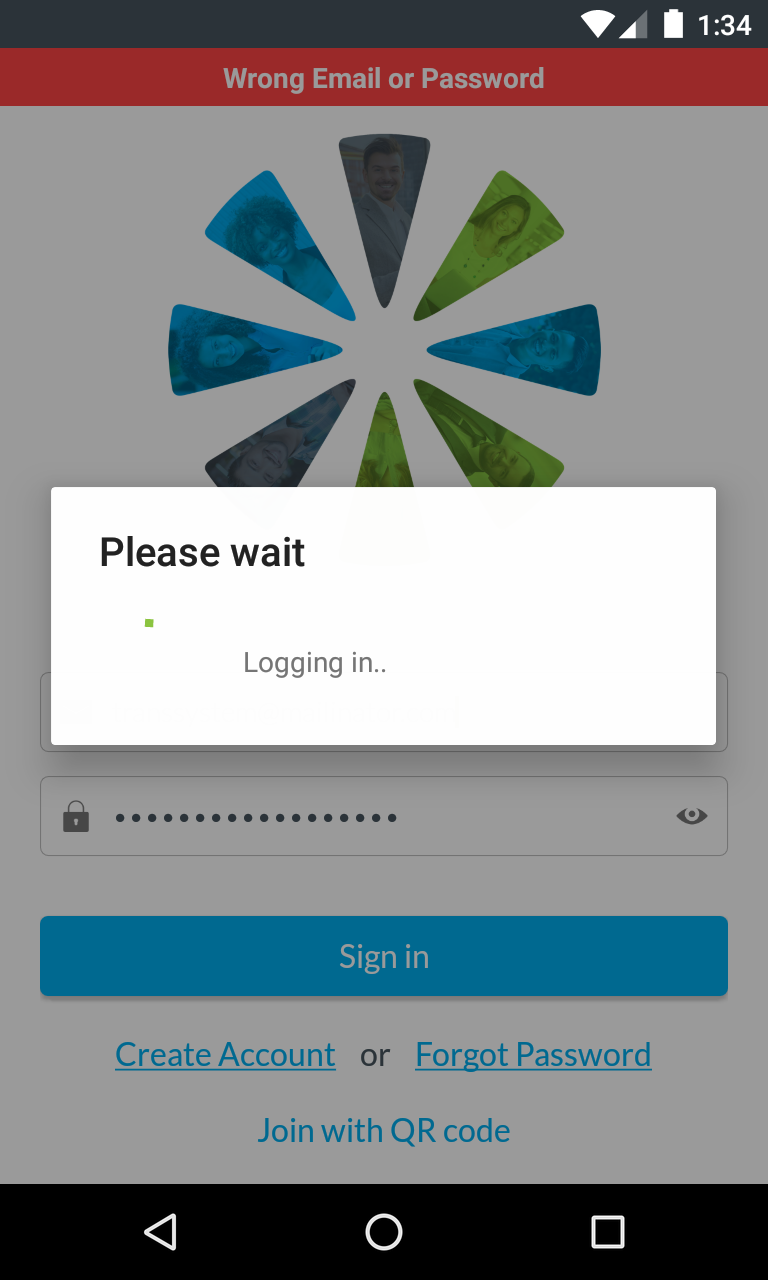 1:34
Wrong Email or Password
Please wait
Logging in..
••••••••••••••••••
Sign in
Create Account or Forgot Password
Join with QR code